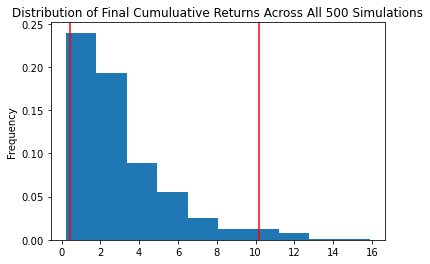 Distribution of Final Cumuluative Returns Across All 500 Simulations
0.25
0.20
0.15
0.10
0.05
0.00
Frequency
0 2 4 6 8 10 12 14 16